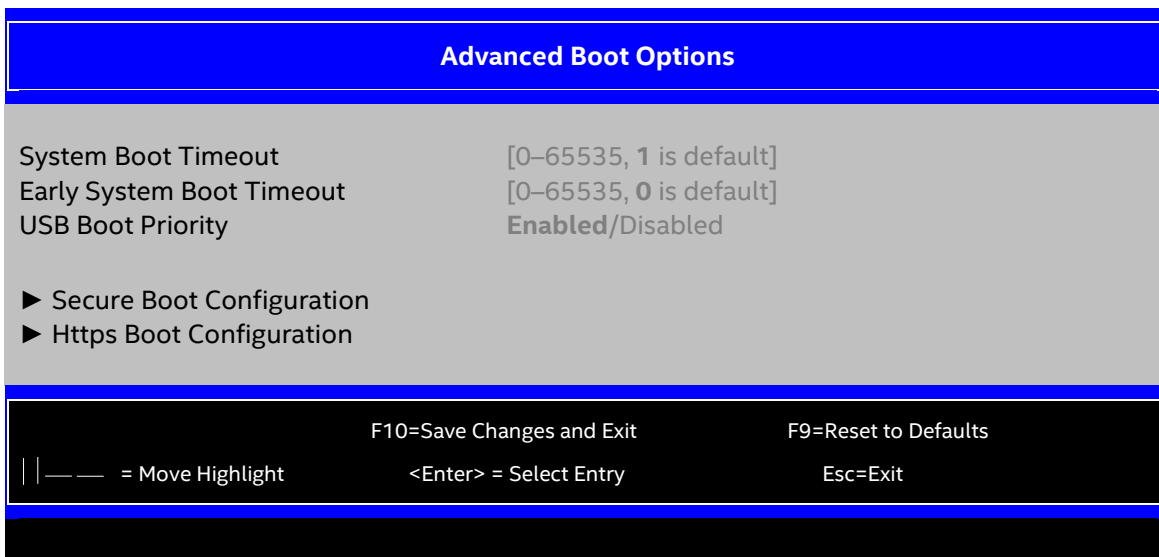 Advanced Boot Options
System Boot Timeout [0–65535, 1 is default]
Early System Boot Timeout [0–65535, 0 is default]
USB Boot Priority Enabled/Disabled
► Secure Boot Configuration
► Https Boot Configuration
F10=Save Changes and Exit F9=Reset to Defaults
= Move Highlight <Enter> = Select Entry Esc=Exit